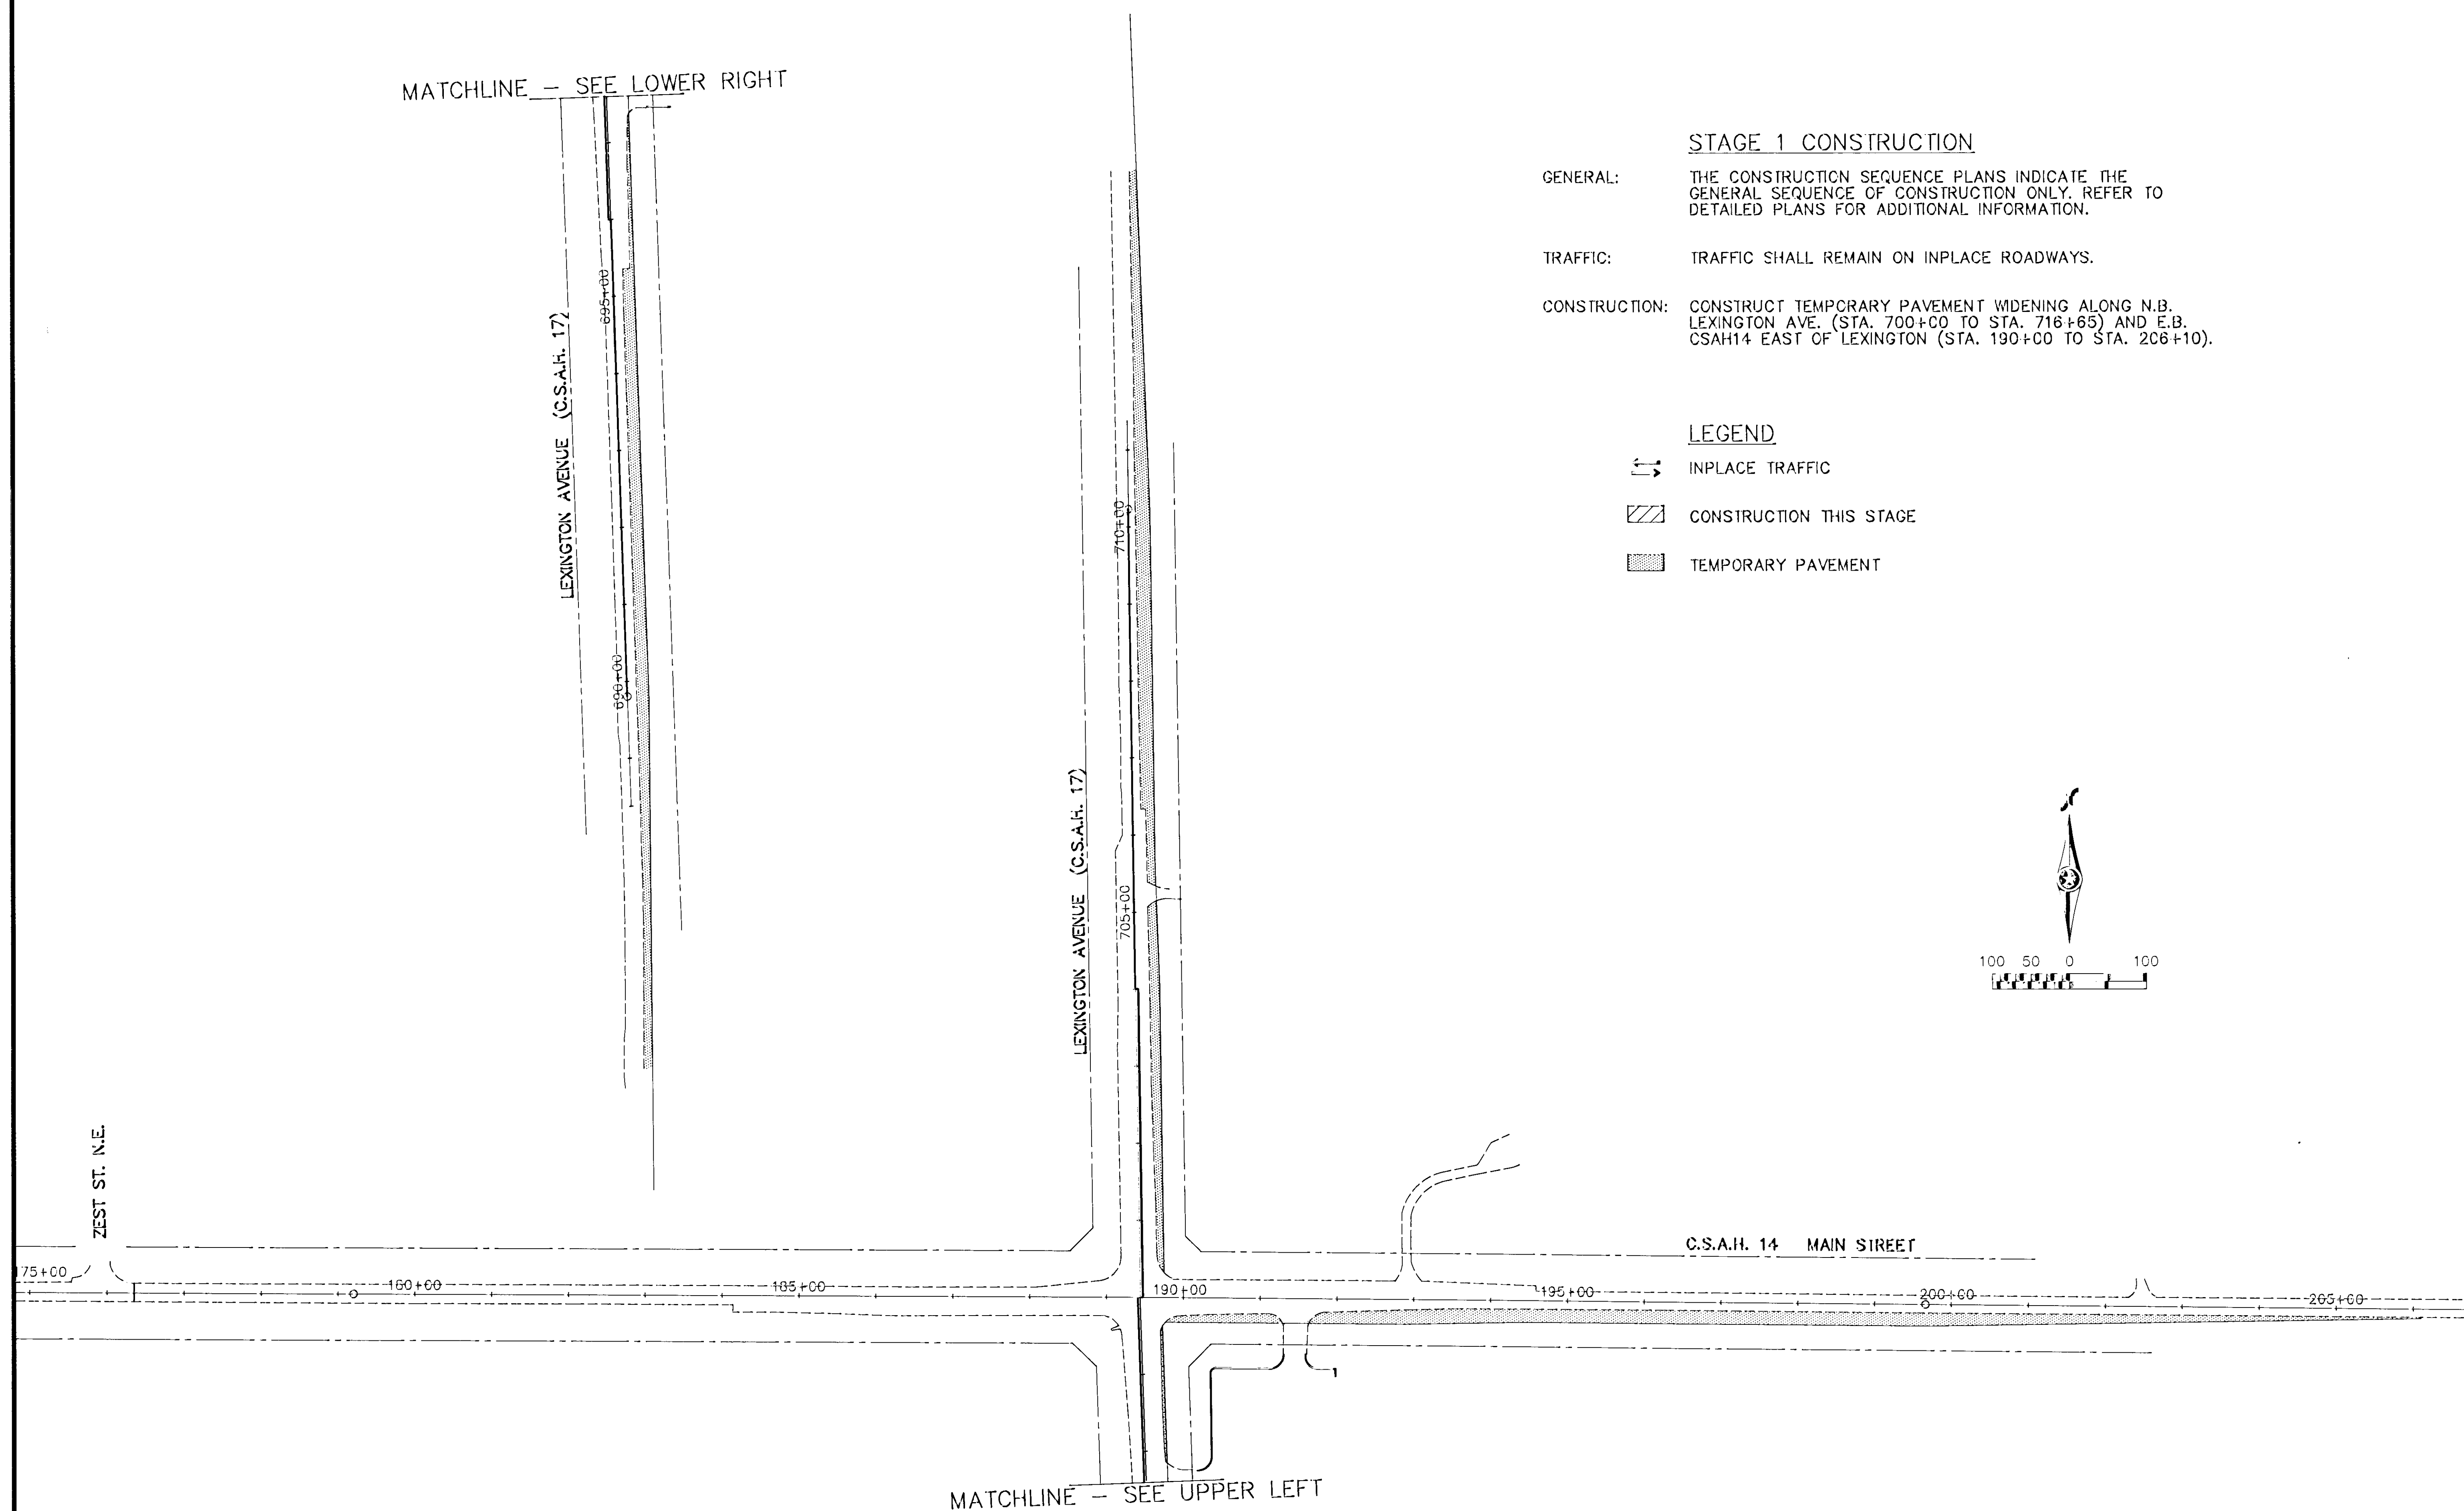 MATCHLINE - SEE LOWER RIGHT
STAGE 1 CONSTRUCTION
GENERAL: THE CONSTRUCTION SEQUENCE PLANS INDICATE THE
GENERAL SEQUENCE OF CONSTRUCTION ONLY. REFER TO
DETAILED PLANS FOR ADDITIONAL INFORMATION.
TRAFFIC: TRAFFIC SHALL REMAIN ON INPLACE ROADWAYS.
CONSTRUCTION: CONSTRUCT TEMPORARY PAVEMENT WIDENING ALONG N.B.
LEXINGTON AVE. (STA. 700+00 TO STA. 716+65) AND E.B.
CSAH14 EAST OF LEXINGTON (STA. 190+00 TO STA. 206+10).
LEGEND
INPLACE TRAFFIC
CONSTRUCTION THIS STAGE
TEMPORARY PAVEMENT
695+00
LEXINGTON AVENUE (C.S.A.H. 17)
690+00
710+00
LEXINGTON AVENUE (C.S.A.H. 17)
705+00
100 50 0 100
ZEST ST. N.E.
C.S.A.H. 14 MAIN STREET
175+00
180+00
185+00
190+00
195+00
200+00
205+00
MATCHLINE - SEE UPPER LEFT